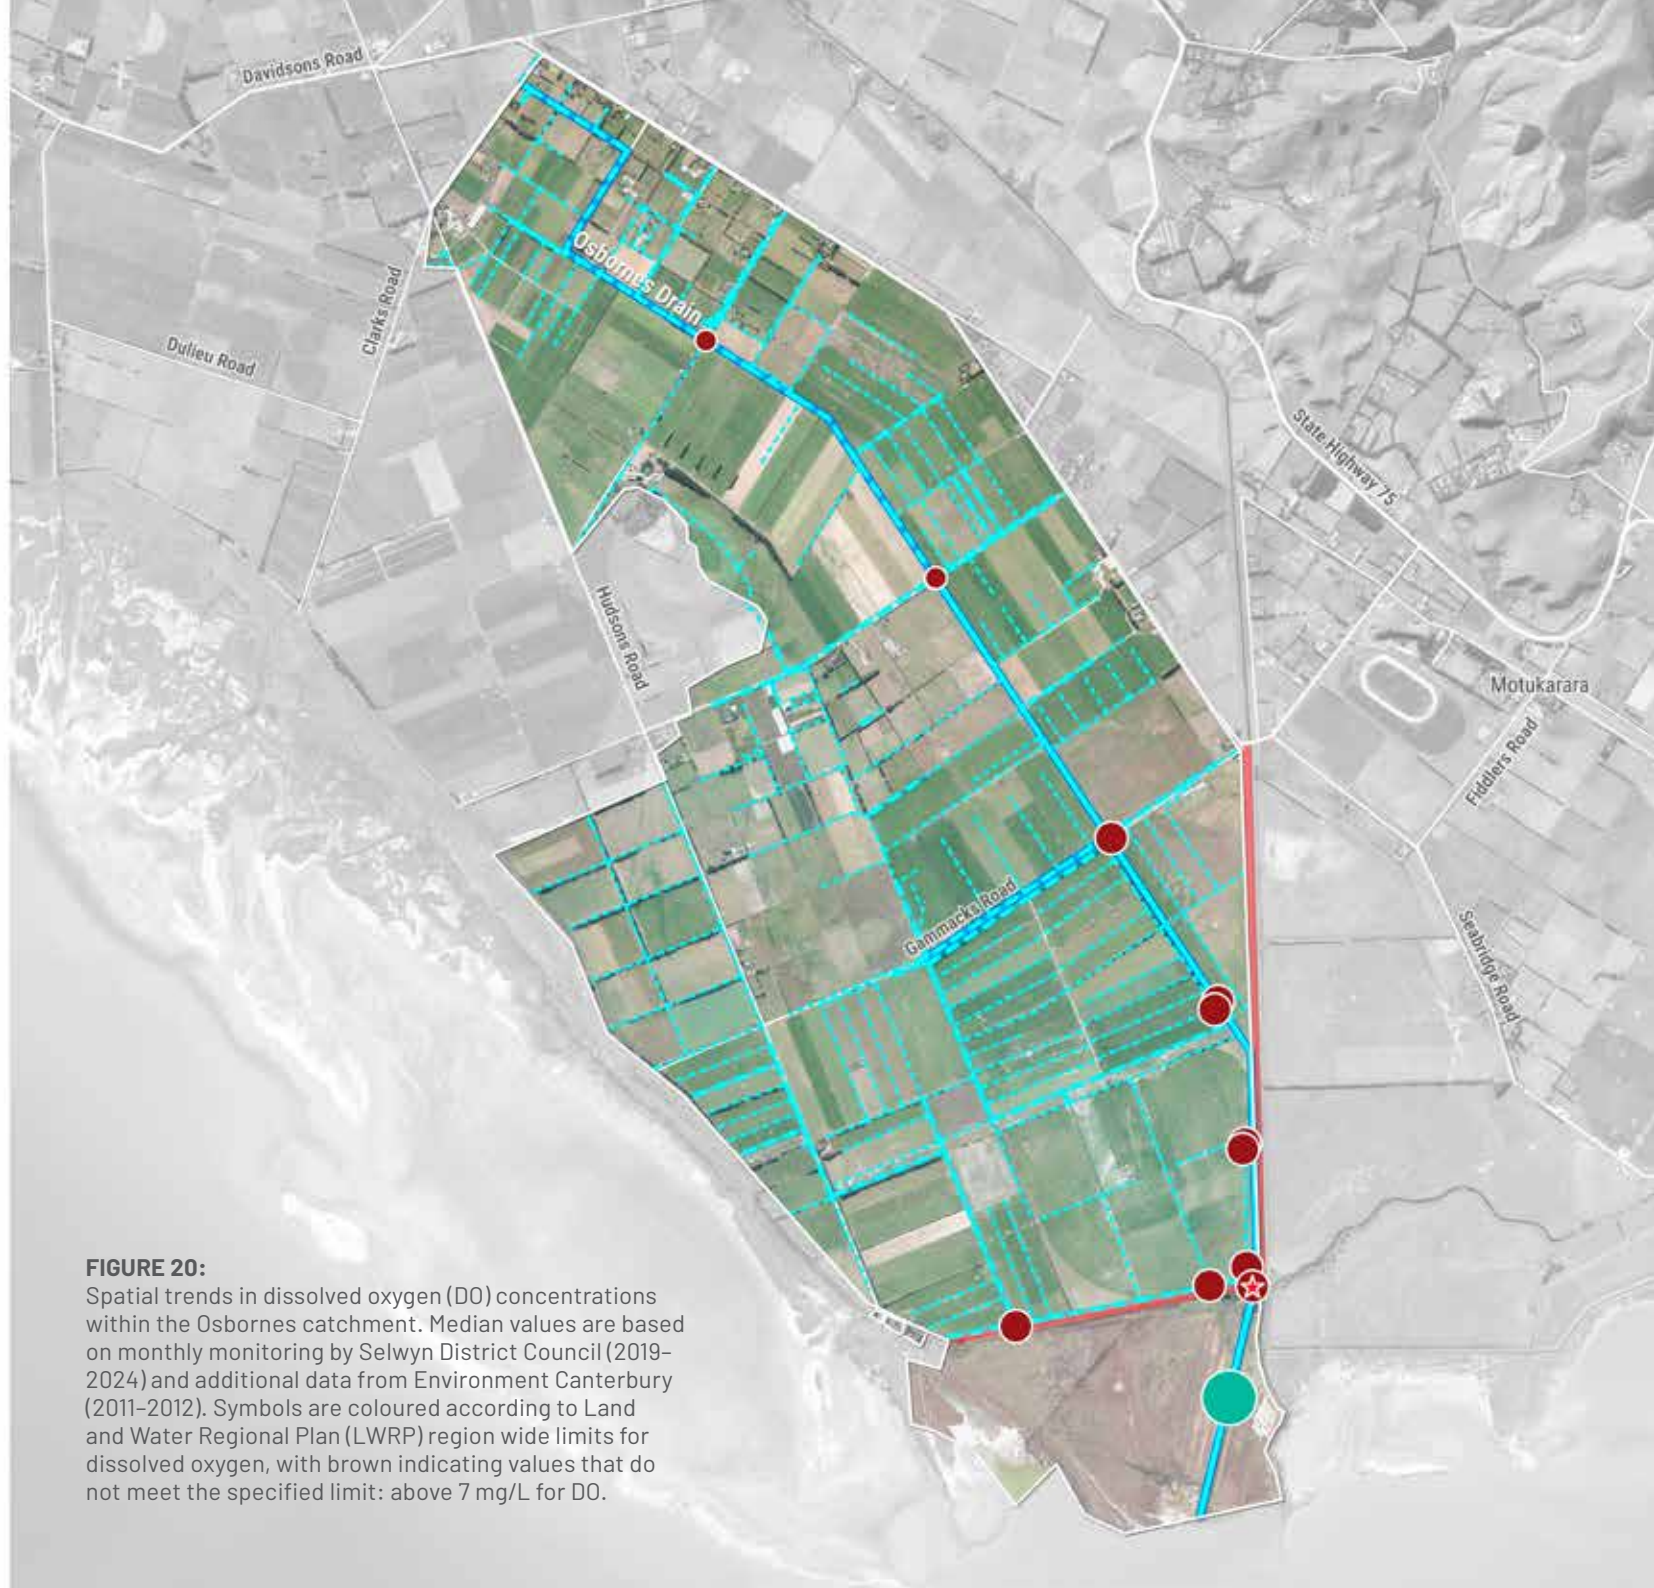 Davidsons Road
Osbornes Drain
Clarks Road
Dulieu Road
State Highway 75
Hudsons Road
Motukarara
Fiddlers Road
Gammacks Road
Seabridge Road
FIGURE 20:
Spatial trends in dissolved oxygen (DO) concentrations
within the Osbornes catchment. Median values are based
on monthly monitoring by Selwyn District Council (2019–
2024) and additional data from Environment Canterbury
(2011–2012). Symbols are coloured according to Land
and Water Regional Plan (LWRP) region wide limits for
dissolved oxygen, with brown indicating values that do
not meet the specified limit: above 7 mg/L for DO.